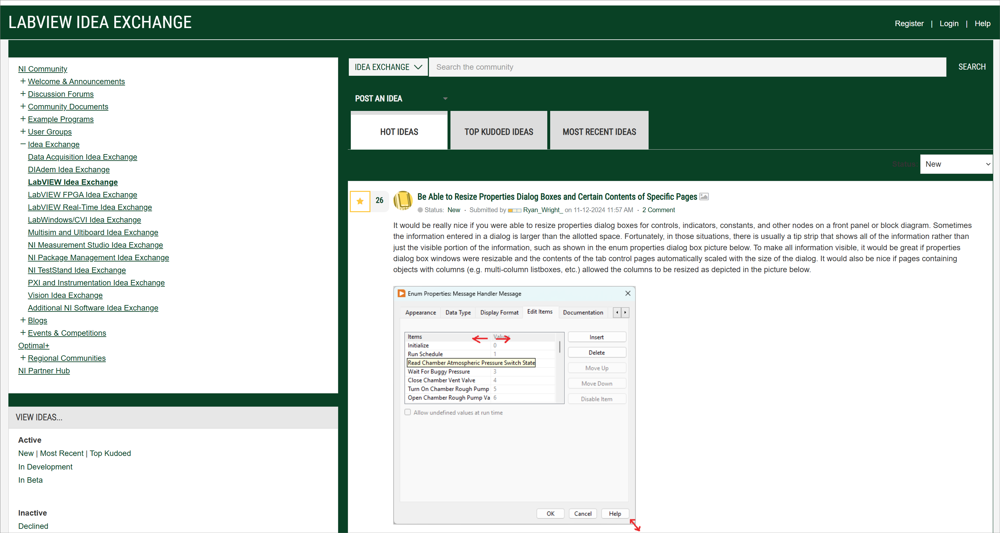 LABVIEW IDEA EXCHANGE
Register | Login | Help
NI Community
+ Welcome & Announcements
+ Discussion Forums
+ Community Documents
+ Example Programs
+ User Groups
− Idea Exchange
Data Acquisition Idea Exchange
DIAdem Idea Exchange
LabVIEW Idea Exchange
LabVIEW FPGA Idea Exchange
LabVIEW Real-Time Idea Exchange
LabWindows/CVI Idea Exchange
Multisim and Ultiboard Idea Exchange
NI Measurement Studio Idea Exchange
NI Package Management Idea Exchange
NI TestStand Idea Exchange
PXI and Instrumentation Idea Exchange
Vision Idea Exchange
Additional NI Software Idea Exchange
+ Blogs
+ Events & Competitions
Optimal+
+ Regional Communities
NI Partner Hub
VIEW IDEAS...
Active
New | Most Recent | Top Kudoed
In Development
In Beta
Inactive
Declined
IDEA EXCHANGE
Search the community
SEARCH
POST AN IDEA
HOT IDEAS
TOP KUDOED IDEAS
MOST RECENT IDEAS
Status: New
26
Be Able to Resize Properties Dialog Boxes and Certain Contents of Specific Pages
Status: New · Submitted by Ryan_Wright_ on 11-12-2024 11:57 AM · 2 Comment
It would be really nice if you were able to resize properties dialog boxes for controls, indicators, constants, and other nodes on a front panel or block diagram. Sometimes
the information entered in a dialog is larger than the allotted space. Fortunately, in those situations, there is usually a tip strip that shows all of the information rather than
just the visible portion of the information, such as shown in the enum properties dialog box picture below. To make all information visible, it would be great if properties
dialog box windows were resizable and the contents of the tab control pages automatically scaled with the size of the dialog. It would also be nice if pages containing
objects with columns (e.g. multi-column listboxes, etc.) allowed the columns to be resized as depicted in the picture below.
Enum Properties: Message Handler Message
Appearance Data Type Display Format Edit Items Documentation
Items Values
Initialize 0
Run Schedule 1
Read Chamber Atmospheric Pressure Switch State
Wait For Buggy Pressure 3
Close Chamber Vent Valve 4
Turn On Chamber Rough Pump 5
Open Chamber Rough Pump Va 6
Insert
Delete
Move Up
Move Down
Disable Item
Allow undefined values at run time
OK Cancel Help